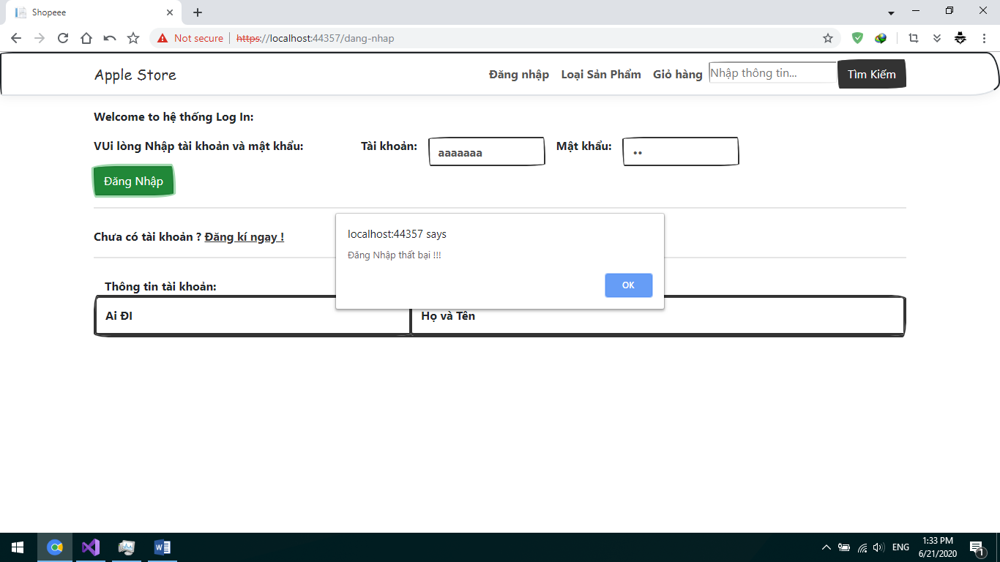 Shopeee
Not secure https://localhost:44357/dang-nhap
Apple Store Đăng nhập Loại Sản Phẩm Giỏ hàng Nhập thông tin... Tìm Kiếm
Welcome to hệ thống Log In:
VUi lòng Nhập tài khoản và mật khẩu: Tài khoản: aaaaaaa Mật khẩu: ••
Đăng Nhập
localhost:44357 says
Chưa có tài khoản ? Đăng kí ngay !
Đăng Nhập thất bại !!!
OK
Thông tin tài khoản:
Ai ĐI Họ và Tên
ENG 1:33 PM
6/21/2020
1